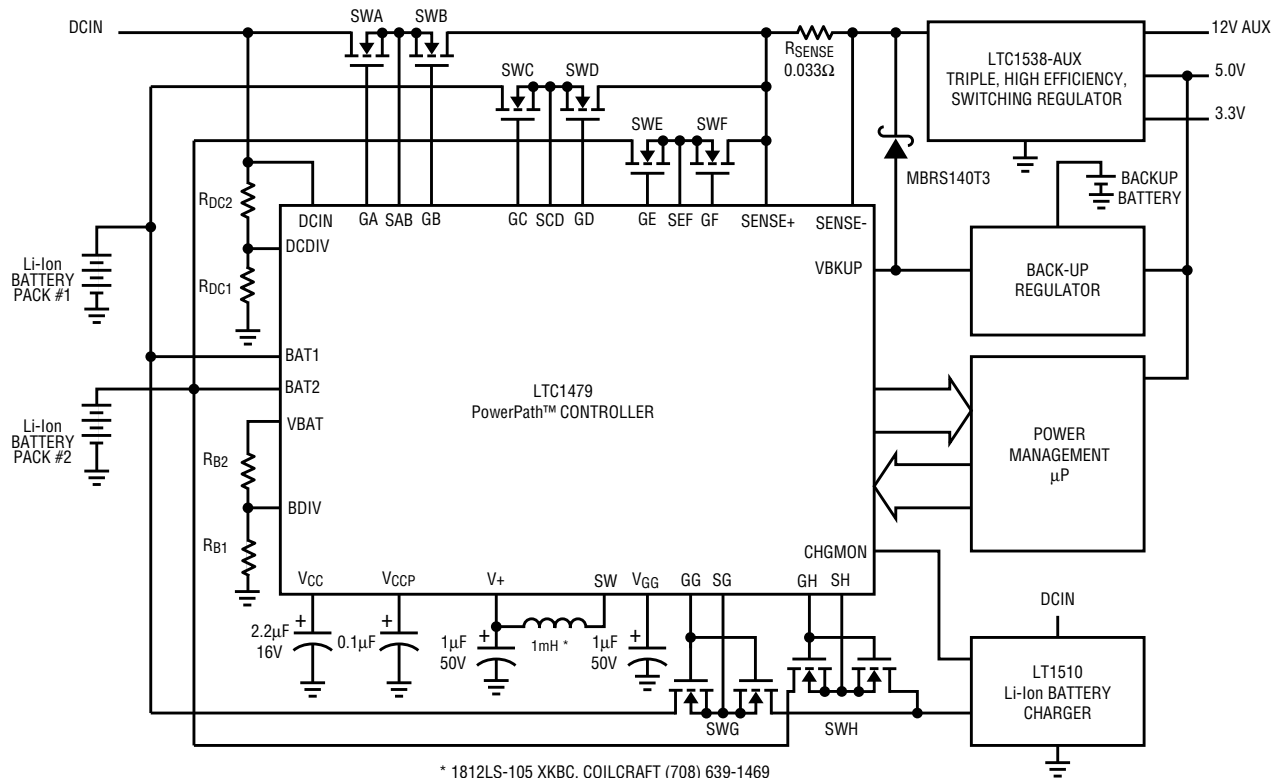 DCIN
SWA
SWB
SWC
SWD
SWE
SWF
RSENSE
0.033Ω
LTC1538-AUX
TRIPLE, HIGH EFFICIENCY,
SWITCHING REGULATOR
12V AUX
5.0V
3.3V
MBRS140T3
BACKUP
BATTERY
BACK-UP
REGULATOR
RDC2
RDC1
Li-Ion
BATTERY
PACK #1
Li-Ion
BATTERY
PACK #2
RB2
RB1
DCIN
GA
SAB
GB
GC
SCD
GD
GE
SEF
GF
SENSE+
SENSE-
DCDIV
VBKUP
BAT1
BAT2
VBAT
BDIV
LTC1479
PowerPath™ CONTROLLER
CHGMON
VCC
VCCP
V+
SW
VGG
GG
SG
GH
SH
POWER
MANAGEMENT
µP
+
2.2µF
16V
+
0.1µF
+
1µF
50V
1mH *
+
1µF
50V
SWG
SWH
DCIN
LT1510
Li-Ion BATTERY
CHARGER
* 1812LS-105 XKBC, COILCRAFT (708) 639-1469